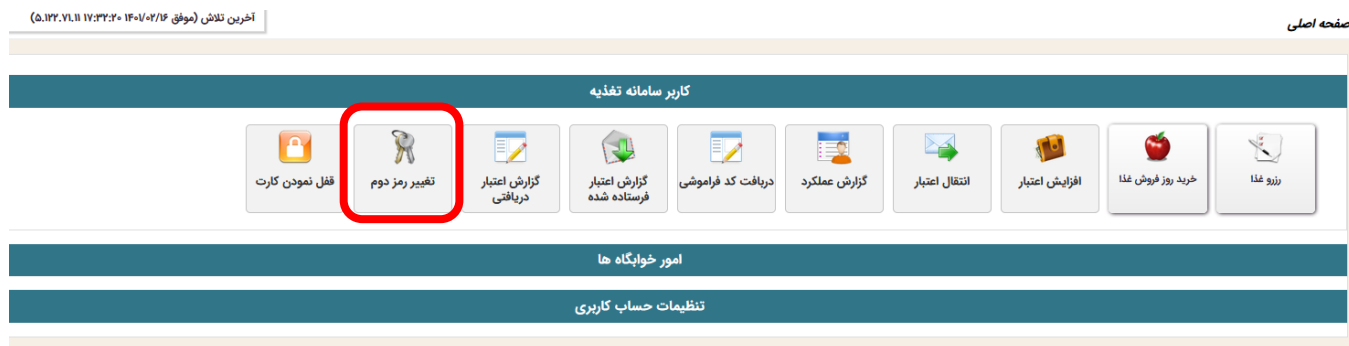 آخرین تلاش (موفق ۱۴۰۱/۰۲/۱۶ ۱۷:۳۲:۲۰ ۵.۱۲۲.۷۱.۱۱)
صفحه اصلی
کاربر سامانه تغذیه
رزرو غذا
خرید روز فروش غذا
افزایش اعتبار
انتقال اعتبار
گزارش عملکرد
دریافت کد فراموشی
گزارش اعتبار
فرستاده شده
گزارش اعتبار
دریافتی
تغییر رمز دوم
قفل نمودن کارت
امور خوابگاه ها
تنظیمات حساب کاربری